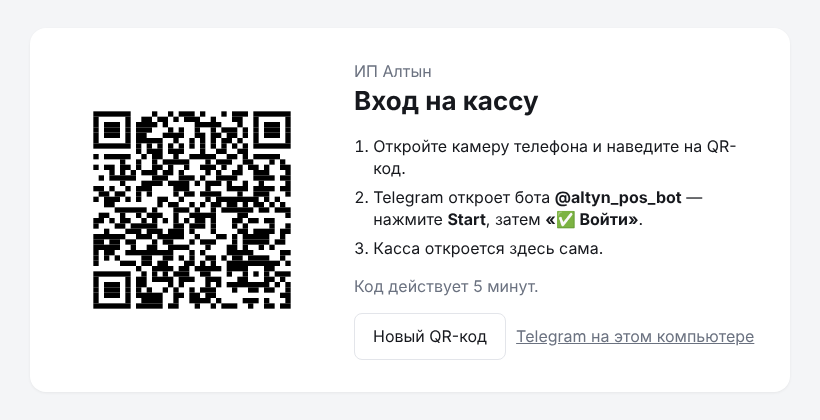 ИП Алтын
Вход на кассу
1. Откройте камеру телефона и наведите на QR-
код.
2. Telegram откроет бота @altyn_pos_bot —
нажмите Start, затем «✅ Войти».
3. Касса откроется здесь сама.
Код действует 5 минут.
Новый QR-код
Telegram на этом компьютере